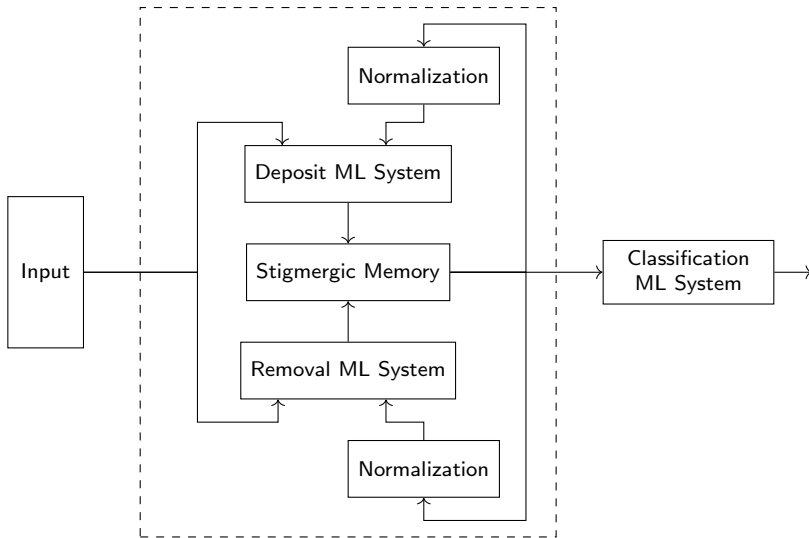 Normalization
Deposit ML System
Input
Stigmergic Memory
Classification
ML System
Removal ML System
Normalization